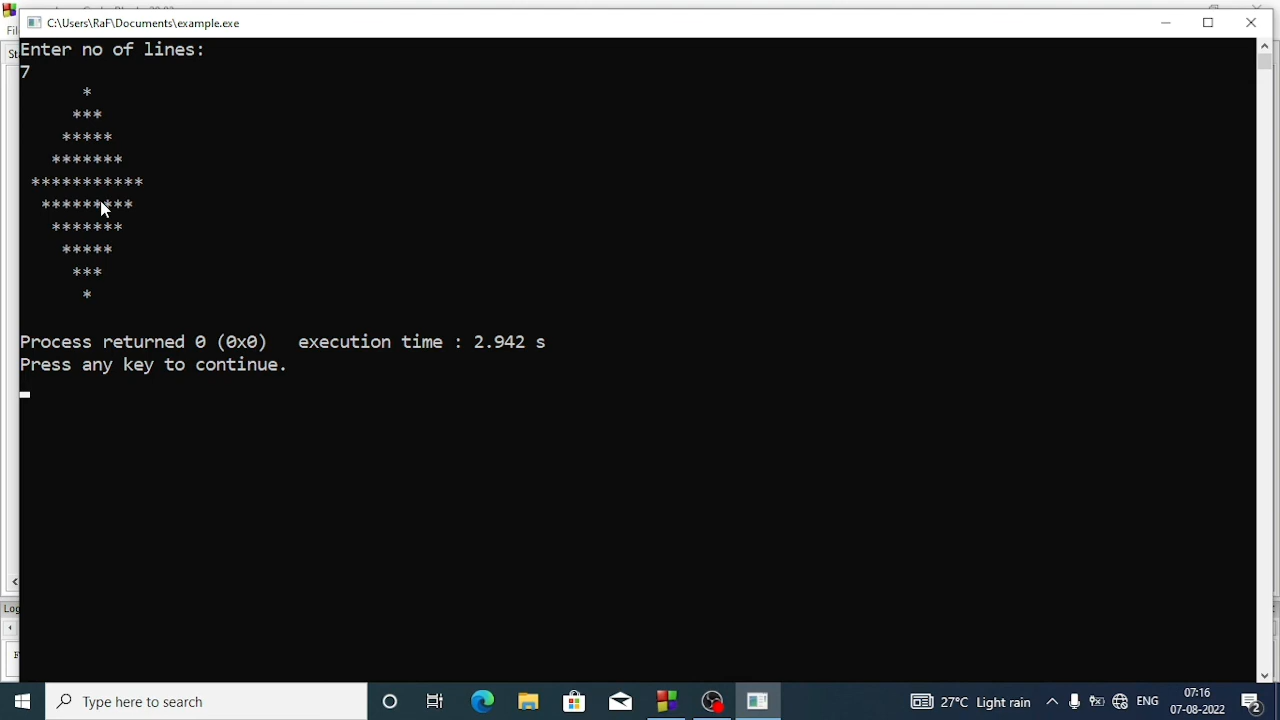 C:\Users\RaF\Documents\example.exe
Enter no of lines:
7
*
***
*****
*******
***********
*********
*******
*****
***
*
Process returned 0 (0x0)   execution time : 2.942 s
Press any key to continue.
Type here to search
27°C Light rain
ENG
07:16
07-08-2022
2